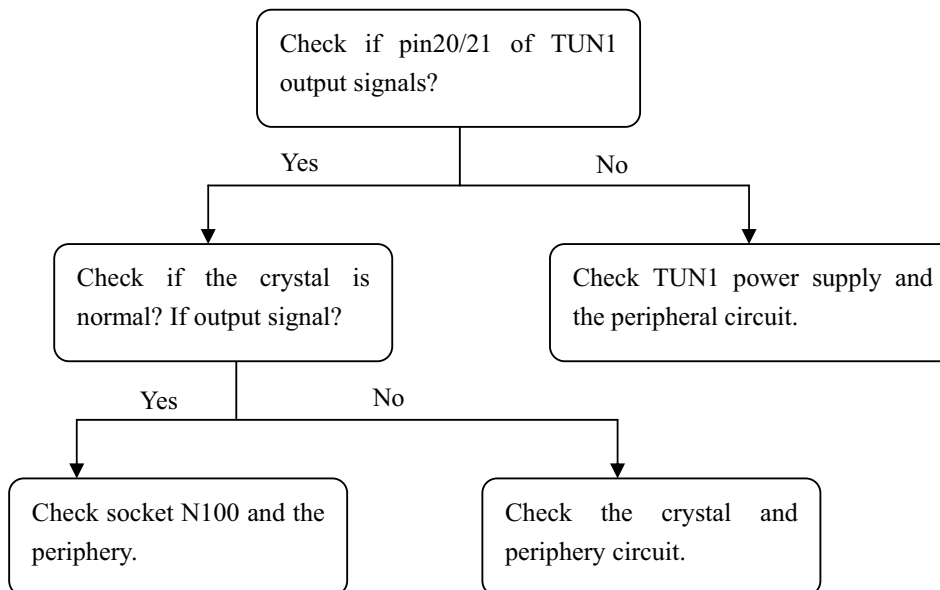 Check if pin20/21 of TUN1
output signals?
Yes
No
Check if the crystal is
normal? If output signal?
Check TUN1 power supply and
the peripheral circuit.
Yes
No
Check socket N100 and the
periphery.
Check the crystal and
periphery circuit.